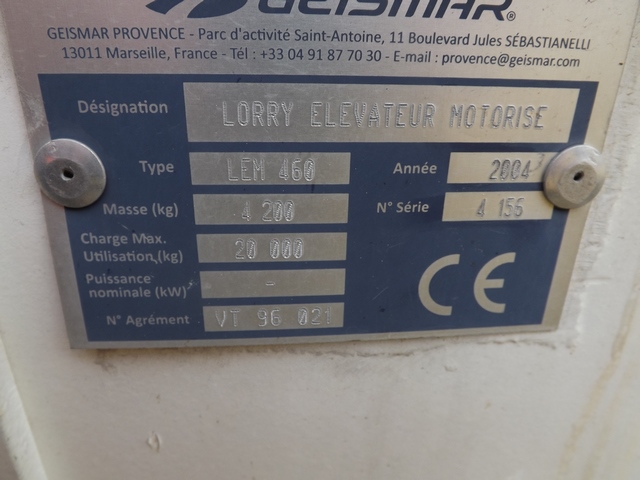 GEISMAR®
GEISMAR PROVENCE - Parc d'activité Saint-Antoine, 11 Boulevard Jules SÉBASTIANELLI
13011 Marseille, France - Tél : +33 04 91 87 70 30 - E-mail : provence@geismar.com
Désignation LORRY ELEVATEUR MOTORISE
Type LEM 460 Année 2004
Masse (kg) 4 200 N° Série 4 155
Charge Max.
Utilisation (kg) 20 000
Puissance
nominale (kW) -
CE
N° Agrément VT 96 021